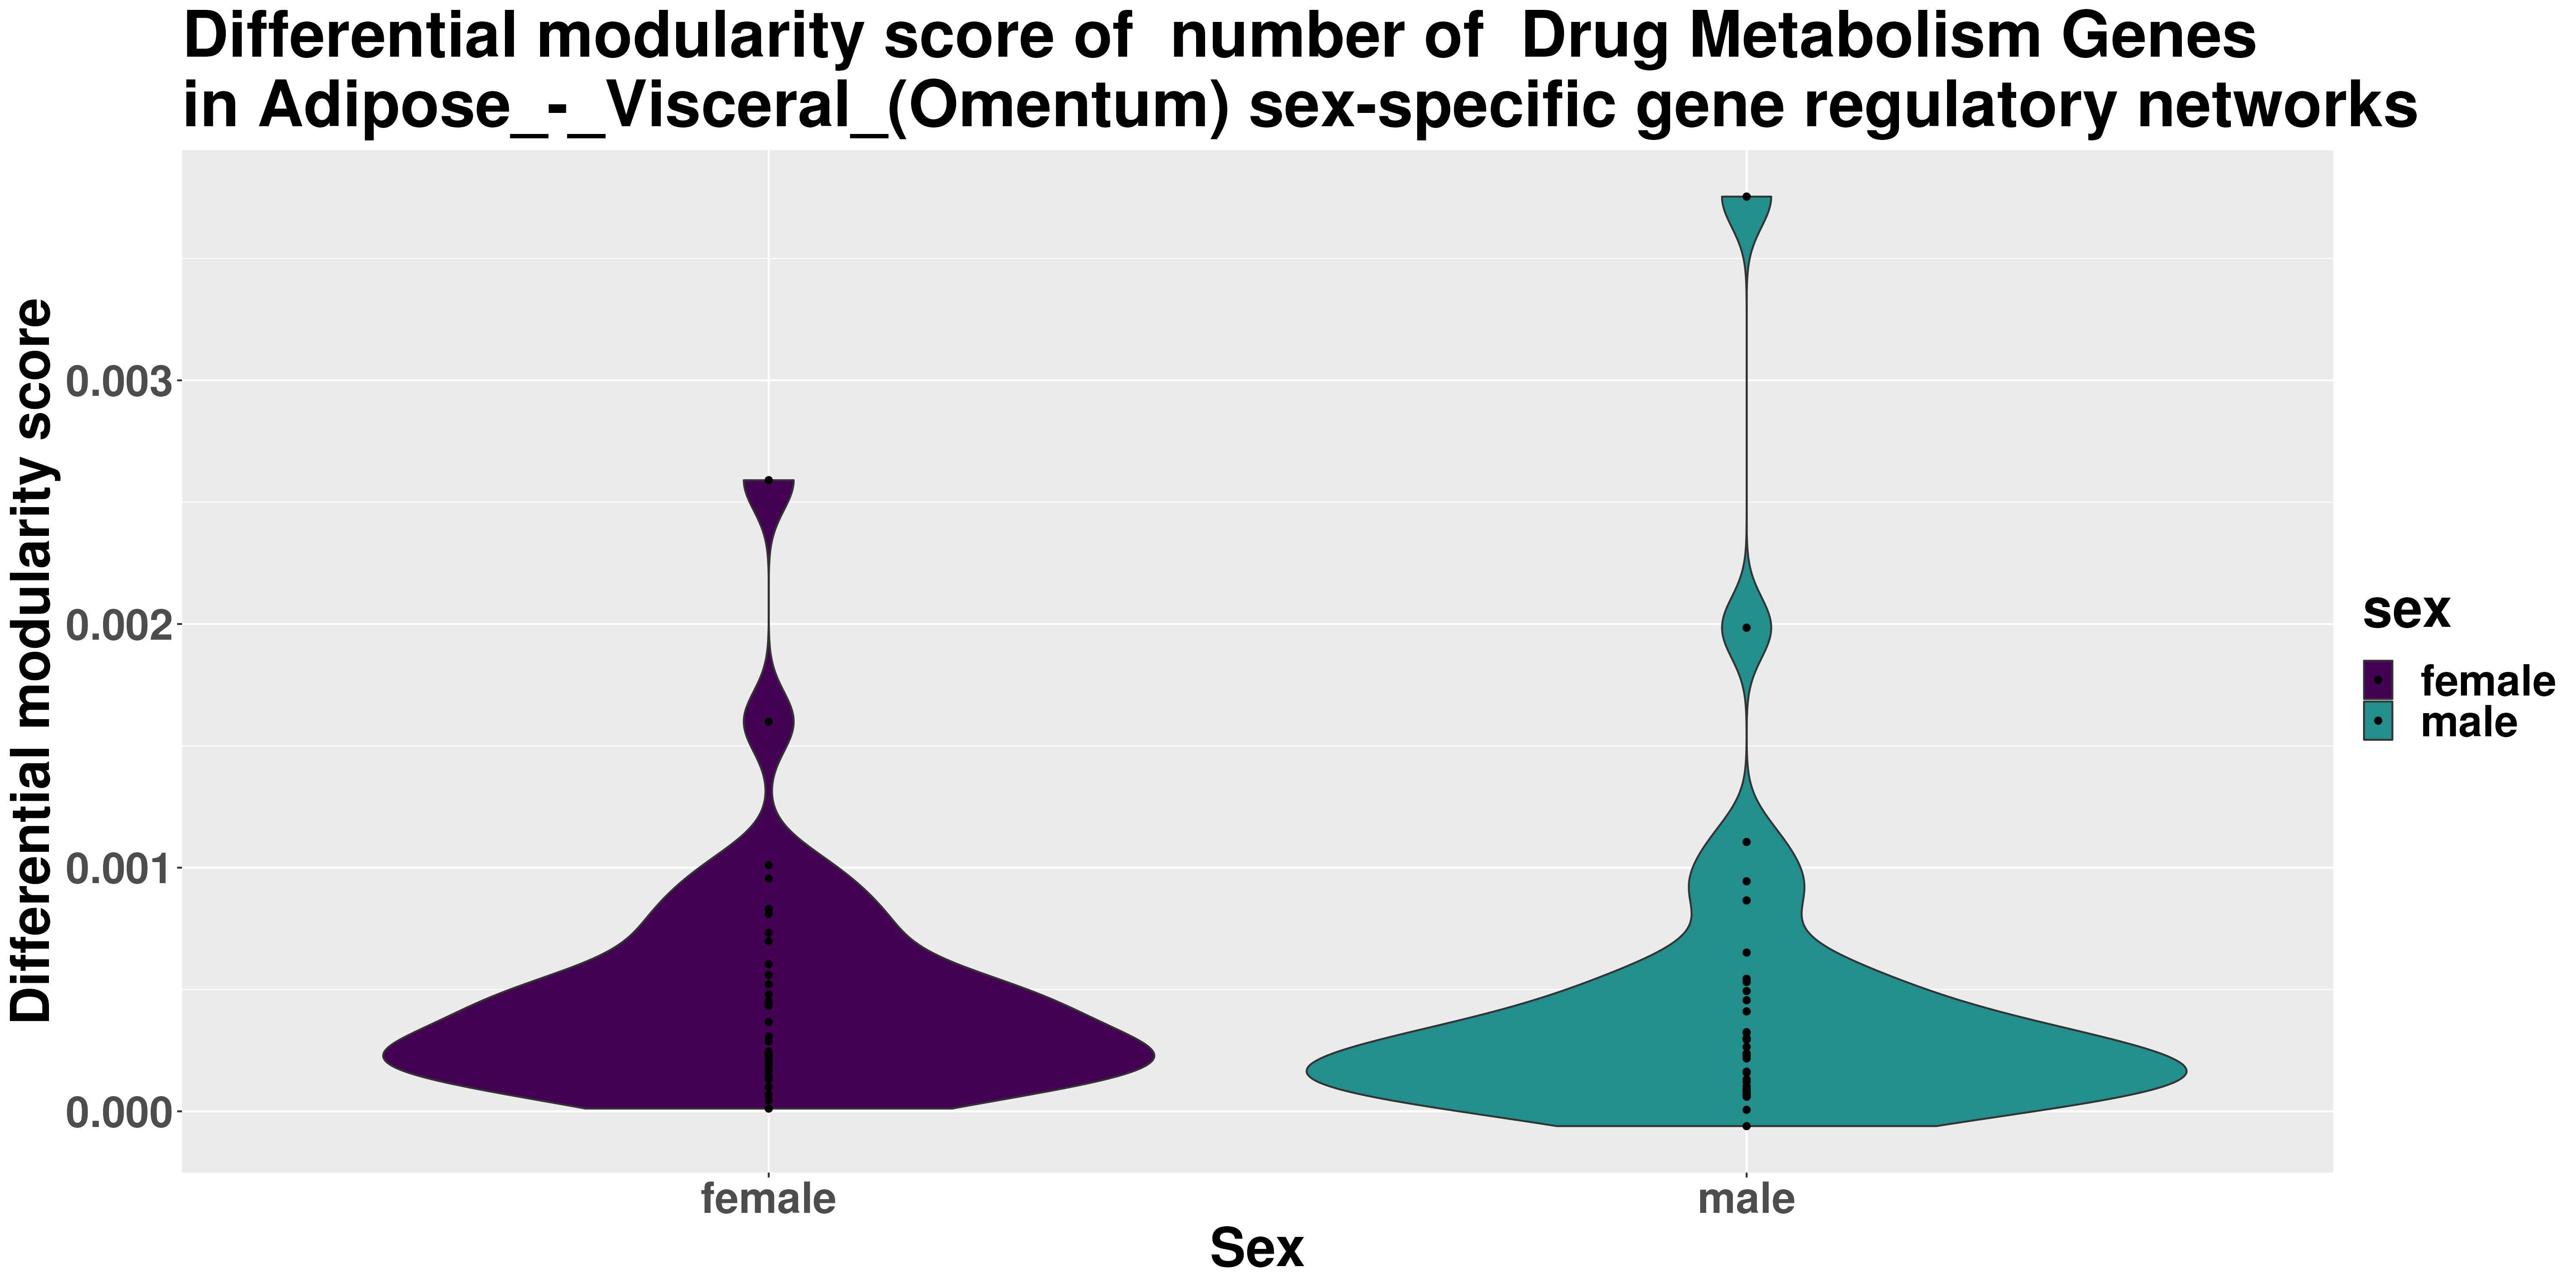 Differential modularity score of  number of  Drug Metabolism Genes
in Adipose_-_Visceral_(Omentum) sex-specific gene regulatory networks
Differential modularity score
0.003
0.002
0.001
0.000
female
male
Sex
sex
female
male